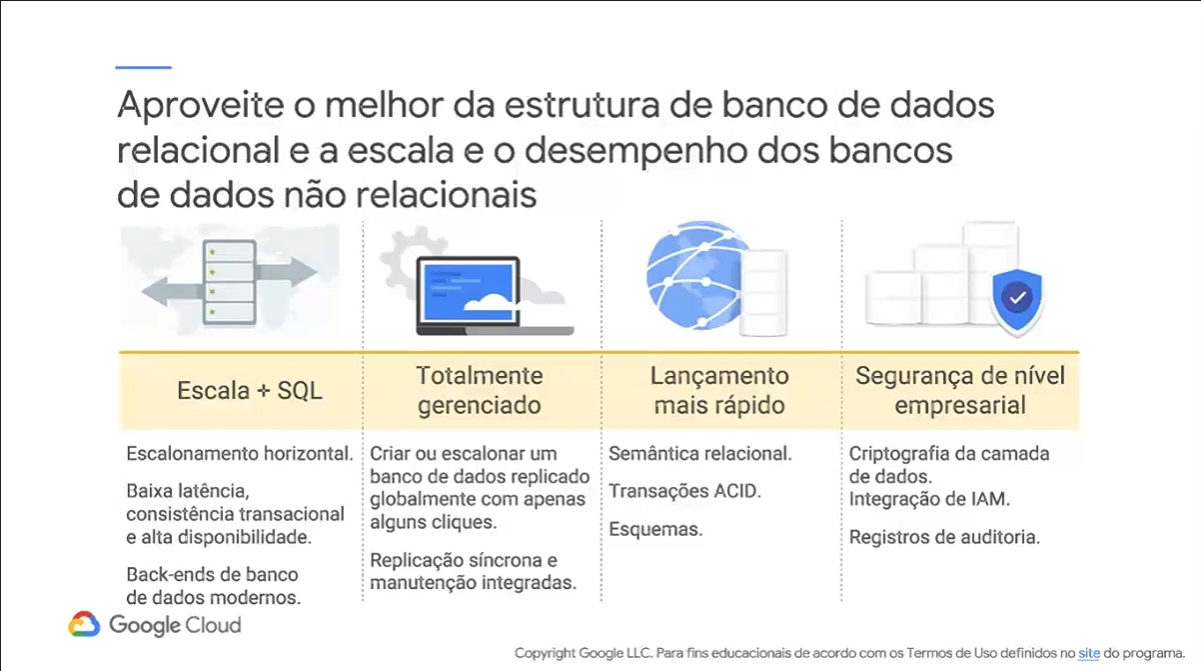 Aproveite o melhor da estrutura de banco de dados
relacional e a escala e o desempenho dos bancos
de dados não relacionais
Escala + SQL
Escalonamento horizontal.
Baixa latência,
consistência transacional
e alta disponibilidade.
Back-ends de banco
de dados modernos.
Totalmente
gerenciado
Criar ou escalonar um
banco de dados replicado
globalmente com apenas
alguns cliques.
Replicação síncrona e
manutenção integradas.
Lançamento
mais rápido
Semântica relacional.
Transações ACID.
Esquemas.
Segurança de nível
empresarial
Criptografia da camada
de dados.
Integração de IAM.
Registros de auditoria.
Google Cloud
Copyright Google LLC. Para fins educacionais de acordo com os Termos de Uso definidos no site do programa.